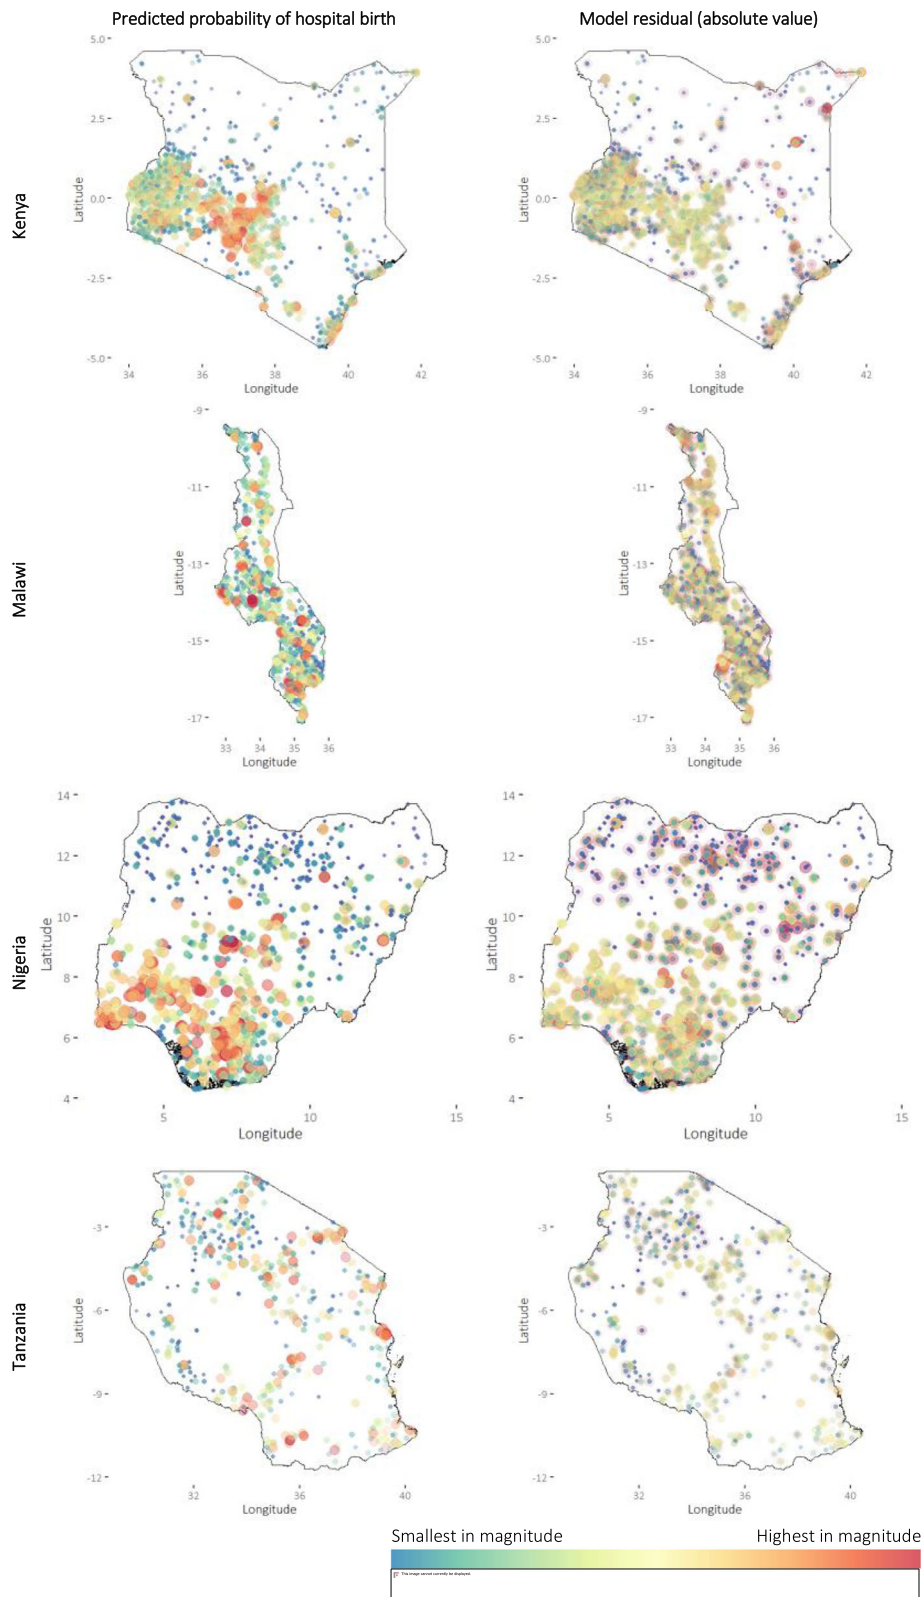 Predicted probability of hospital birth
Model residual (absolute value)
Kenya
5.0
2.5
0.0
-2.5
-5.0
Latitude
34 36 38 40 42
Longitude
5.0
2.5
0.0
-2.5
-5.0
Latitude
34 36 38 40 42
Longitude
Malawi
-9
-11
-13
-15
-17
Latitude
33 34 35 36
Longitude
-9
-11
-13
-15
-17
Latitude
33 34 35 36
Longitude
Nigeria
14
12
10
8
6
4
Latitude
5 10 15
Longitude
14
12
10
8
6
4
Latitude
5 10 15
Longitude
Tanzania
-3
-6
-9
-12
Latitude
32 36 40
Longitude
-3
-6
-9
-12
Latitude
32 36 40
Longitude
Smallest in magnitude
Highest in magnitude
This image cannot currently be displayed.